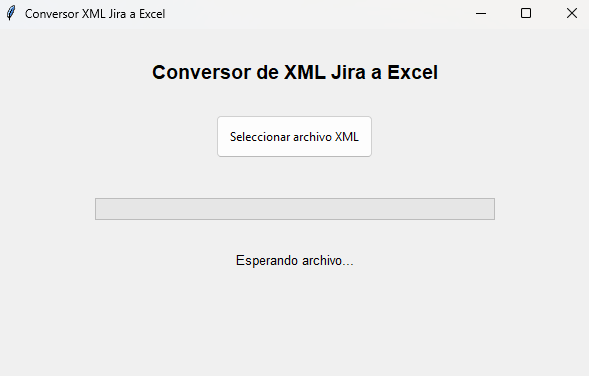 Conversor XML Jira a Excel
Conversor de XML Jira a Excel
Seleccionar archivo XML
Esperando archivo...